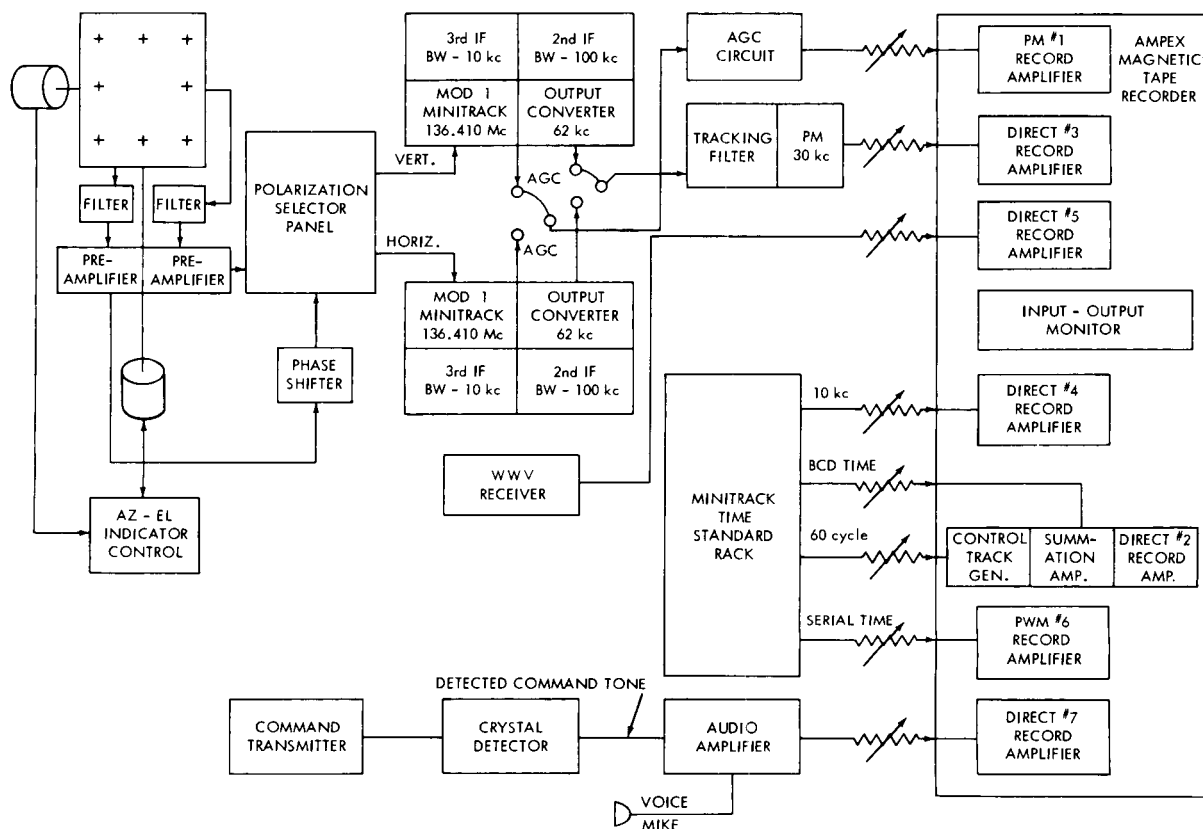 3rd IF
BW - 10 kc
2nd IF
BW - 100 kc
MOD 1
MINITRACK
136.410 Mc
OUTPUT
CONVERTER
62 kc
AGC
CIRCUIT
PM #1
RECORD
AMPLIFIER
AMPEX
MAGNETIC
TAPE
RECORDER
TRACKING
FILTER
PM
30 kc
DIRECT #3
RECORD
AMPLIFIER
FILTER
FILTER
PRE-
AMPLIFIER
PRE-
AMPLIFIER
POLARIZATION
SELECTOR
PANEL
VERT.
HORIZ.
AGC
AGC
DIRECT #5
RECORD
AMPLIFIER
MOD 1
MINITRACK
136.410 Mc
OUTPUT
CONVERTER
62 kc
3rd IF
BW - 10 kc
2nd IF
BW - 100 kc
INPUT - OUTPUT
MONITOR
PHASE
SHIFTER
10 kc
DIRECT #4
RECORD
AMPLIFIER
WWV
RECEIVER
MINITRACK
TIME
STANDARD
RACK
BCD TIME
60 cycle
CONTROL
TRACK
GEN.
SUMM-
ATION
AMP.
DIRECT #2
RECORD
AMP.
AZ - EL
INDICATOR
CONTROL
SERIAL TIME
PWM #6
RECORD
AMPLIFIER
DETECTED COMMAND TONE
COMMAND
TRANSMITTER
CRYSTAL
DETECTOR
AUDIO
AMPLIFIER
DIRECT #7
RECORD
AMPLIFIER
VOICE
MIKE